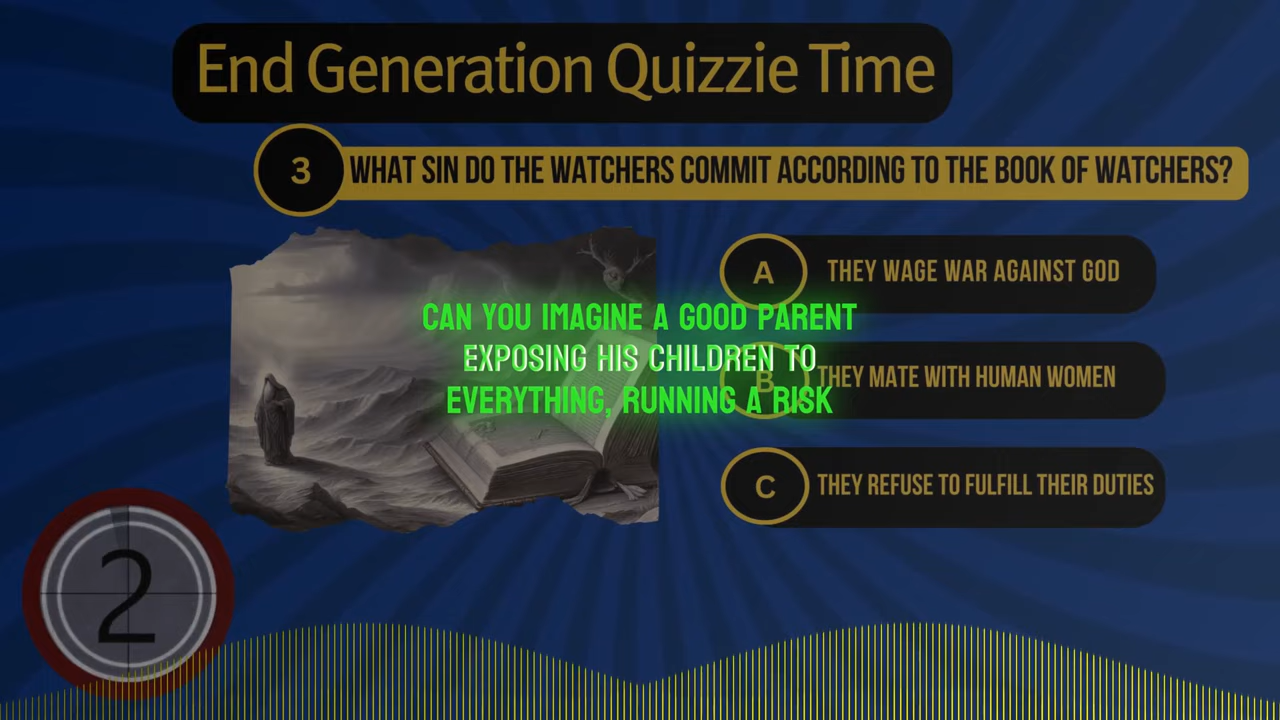 End Generation Quizzie Time
3 WHAT SIN DO THE WATCHERS COMMIT ACCORDING TO THE BOOK OF WATCHERS?
A THEY WAGE WAR AGAINST GOD
CAN YOU IMAGINE A GOOD PARENT
EXPOSING HIS CHILDREN TO
EVERYTHING, RUNNING A RISK
B THEY MATE WITH HUMAN WOMEN
C THEY REFUSE TO FULFILL THEIR DUTIES
2